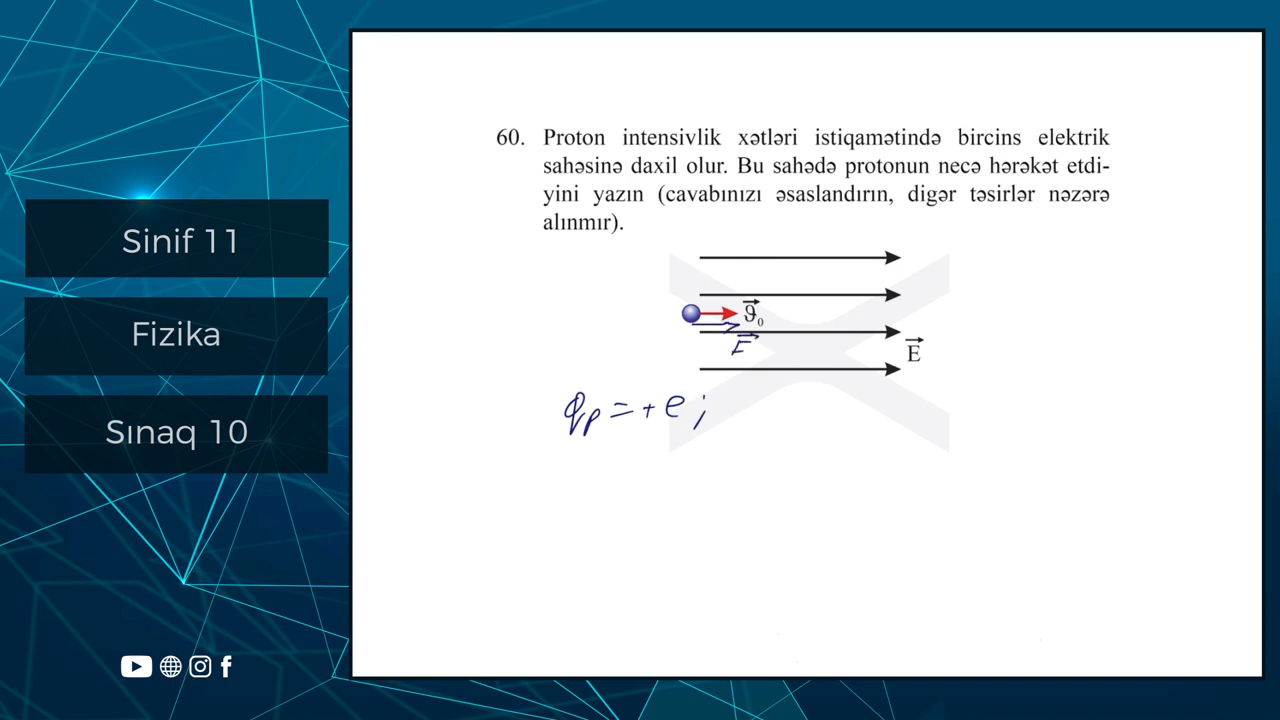 Sinif 11
Fizika
Sınaq 10
60. Proton intensivlik xətləri istiqamətində bircins elektrik
sahəsinə daxil olur. Bu sahədə protonun necə hərəkət etdi-
yini yazın (cavabınızı əsaslandırın, digər təsirlər nəzərə
alınmır).
ϑ₀
F
E
qp = + e ;